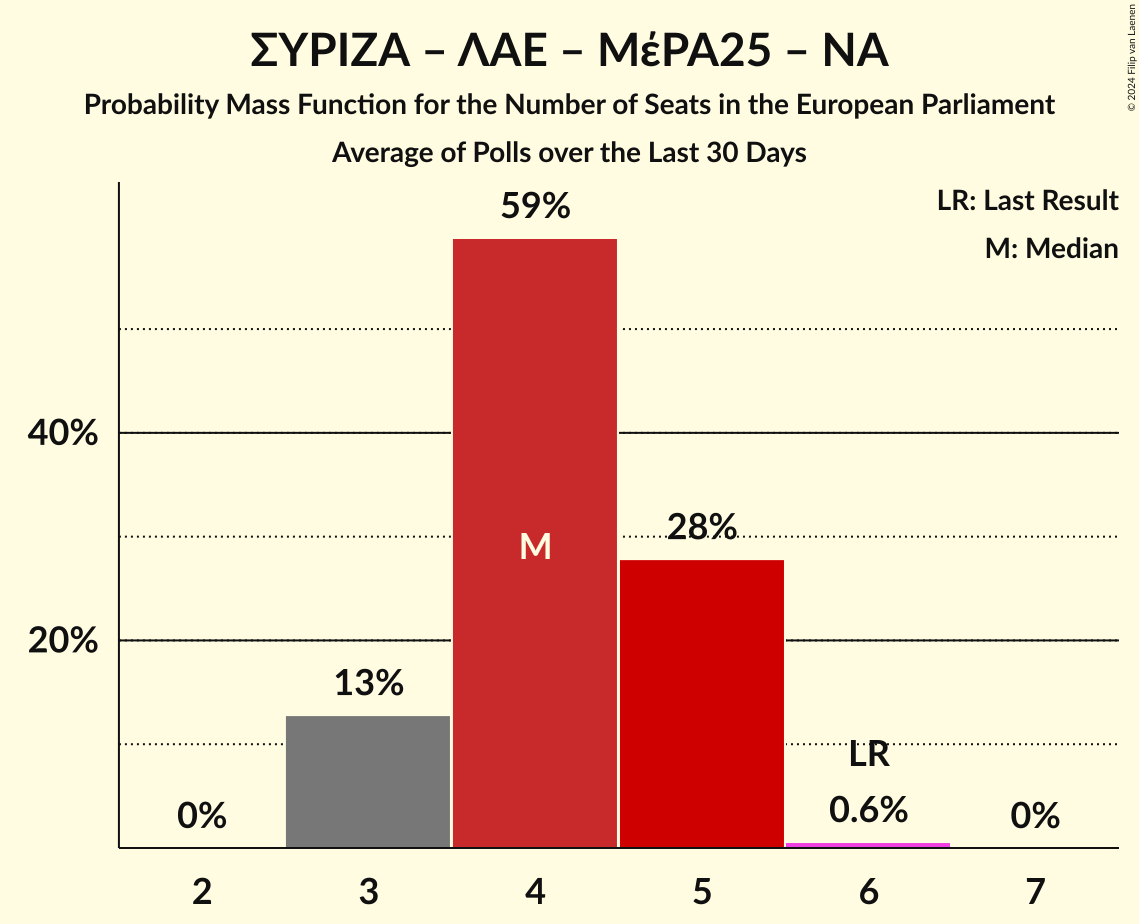 ΣΥΡΙΖΑ – ΛΑΕ – ΜέΡΑ25 – ΝΑ
Probability Mass Function for the Number of Seats in the European Parliament
Average of Polls over the Last 30 Days
© 2024 Filip van Laenen
LR: Last Result
M: Median
59%
40%
M
28%
20%
13%
LR
0%
0.6%
0%
2 3 4 5 6 7